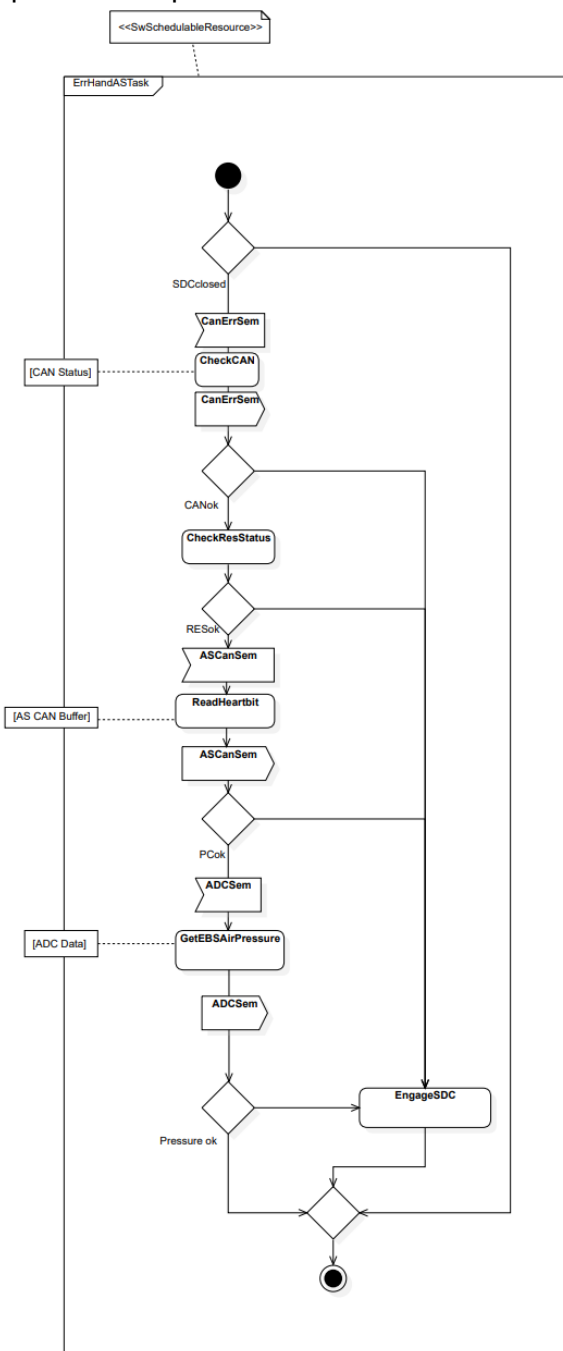 <<SwSchedulableResource>>
ErrHandASTask
SDCclosed
CanErrSem
CheckCAN
[CAN Status]
CanErrSem
CANok
CheckResStatus
RESok
ASCanSem
ReadHeartbit
[AS CAN Buffer]
ASCanSem
PCok
ADCSem
GetEBSAirPressure
[ADC Data]
ADCSem
EngageSDC
Pressure ok